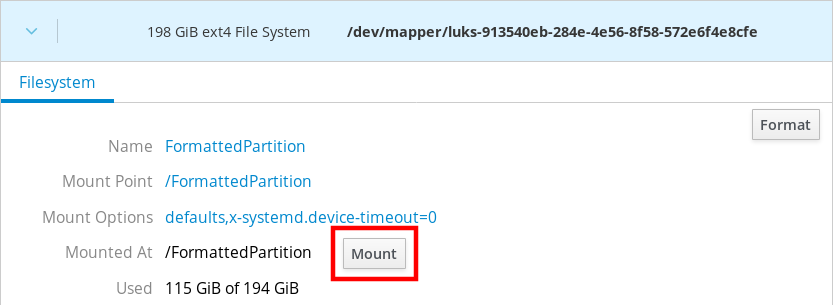 198 GiB ext4 File System /dev/mapper/luks-913540eb-284e-4e56-8f58-572e6f4e8cfe
Filesystem
Format
Name FormattedPartition
Mount Point /FormattedPartition
Mount Options defaults,x-systemd.device-timeout=0
Mounted At /FormattedPartition Mount
Used 115 GiB of 194 GiB